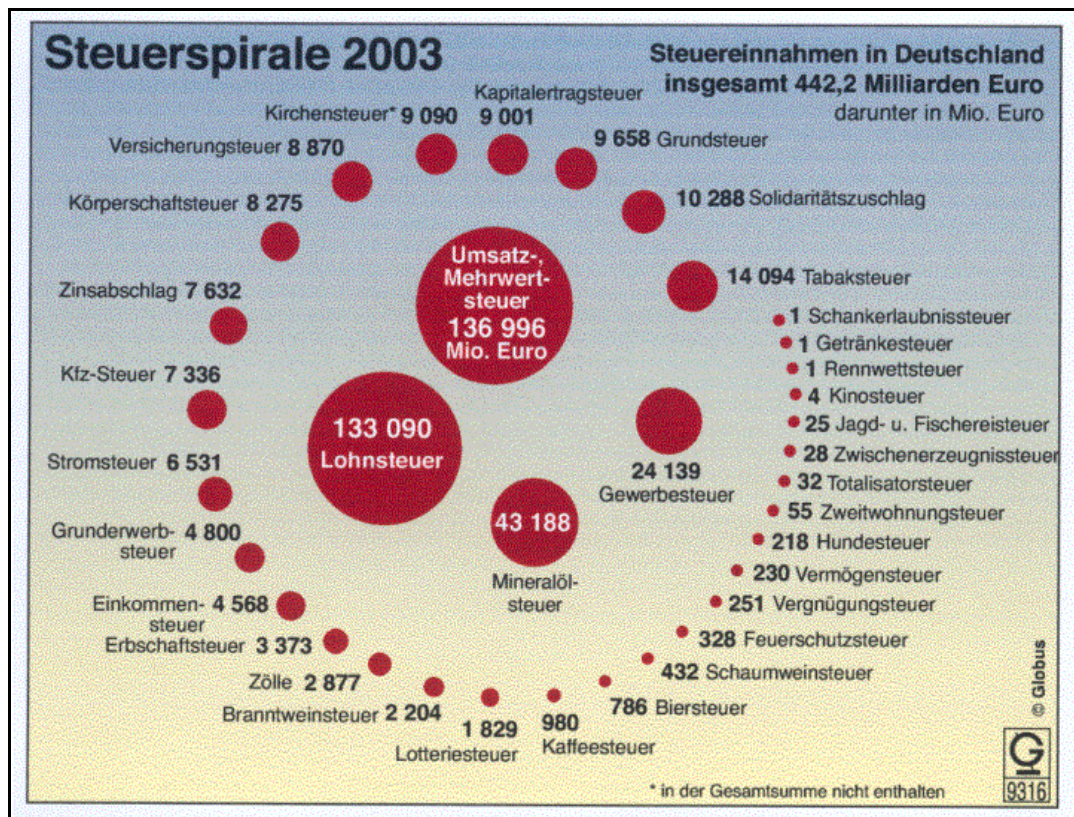 Steuerspirale 2003
Steuereinnahmen in Deutschland
insgesamt 442,2 Milliarden Euro
darunter in Mio. Euro
Kapitalertragsteuer
9 001
Kirchensteuer* 9 090
9 658 Grundsteuer
Versicherungsteuer 8 870
10 288 Solidaritätszuschlag
Körperschaftsteuer 8 275
Umsatz-,
Mehrwert-
steuer
136 996
Mio. Euro
14 094 Tabaksteuer
Zinsabschlag 7 632
1 Schankerlaubnissteuer
1 Getränkesteuer
1 Rennwettsteuer
Kfz-Steuer 7 336
4 Kinosteuer
25 Jagd- u. Fischereisteuer
133 090
Lohnsteuer
28 Zwischenerzeugnissteuer
Stromsteuer 6 531
24 139
Gewerbesteuer
32 Totalisatorsteuer
55 Zweitwohnungsteuer
43 188
Mineralöl-
steuer
Grunderwerb- 4 800
steuer
218 Hundesteuer
230 Vermögensteuer
Einkommen- 4 568
steuer
251 Vergnügungsteuer
Erbschaftsteuer 3 373
328 Feuerschutzsteuer
Zölle 2 877
432 Schaumweinsteuer
Branntweinsteuer 2 204
786 Biersteuer
1 829
Lotteriesteuer
980
Kaffeesteuer
* in der Gesamtsumme nicht enthalten
© Globus
G
9316